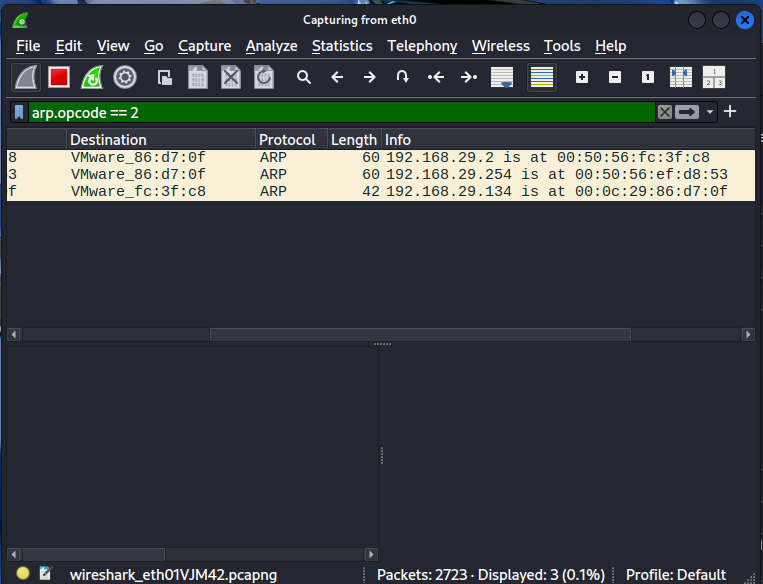 Capturing from eth0
File Edit View Go Capture Analyze Statistics Telephony Wireless Tools Help
arp.opcode == 2
Destination Protocol Length Info
8 VMware_86:d7:0f ARP 60 192.168.29.2 is at 00:50:56:fc:3f:c8
3 VMware_86:d7:0f ARP 60 192.168.29.254 is at 00:50:56:ef:d8:53
f VMware_fc:3f:c8 ARP 42 192.168.29.134 is at 00:0c:29:86:d7:0f
wireshark_eth01VJM42.pcapng Packets: 2723 · Displayed: 3 (0.1%) Profile: Default